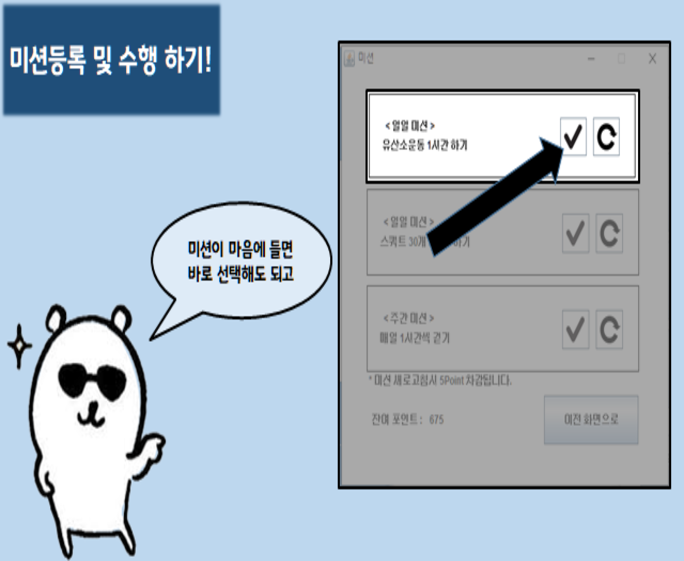 미션등록 및 수행 하기!
미션
< 일일 미션 >
유산소운동 1시간 하기
미션이 마음에 들면
바로 선택해도 되고
< 일일 미션 >
스쿼트 30개 하기
< 주간 미션 >
매일 1시간씩 걷기
* 미션 새로고침시 5Point 차감됩니다.
잔여 포인트 : 675
이전 화면으로